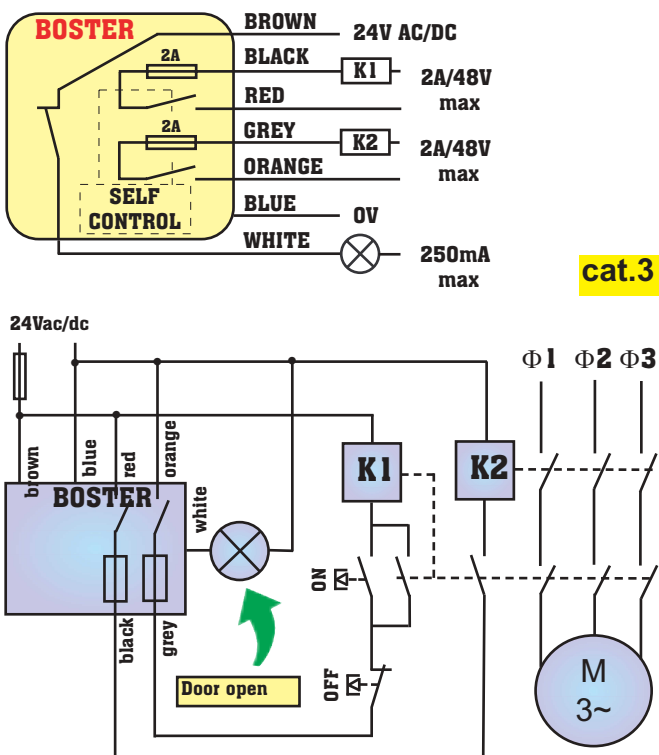 BOSTER
BROWN
24V AC/DC
2A
BLACK
K1
2A/48V
max
RED
2A
GREY
K2
2A/48V
max
ORANGE
SELF
CONTROL
BLUE
0V
WHITE
250mA
max
cat.3
24Vac/dc
Φ1 Φ2 Φ3
brown
blue
red
orange
BOSTER
white
K1
K2
ON
black
grey
Door open
OFF
M
3~